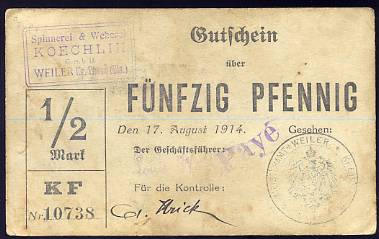 Spinnerei & Weberei
KOECHLIN
G.m.b.H.
WEILER
Gutschein
über
FÜNFZIG PFENNIG
1/2
Mark
Den 17. August 1914. Gesehen:
Der Geschäftsführer:
Payé
KF
Für die Kontrolle:
Nr. 10738
WEILER